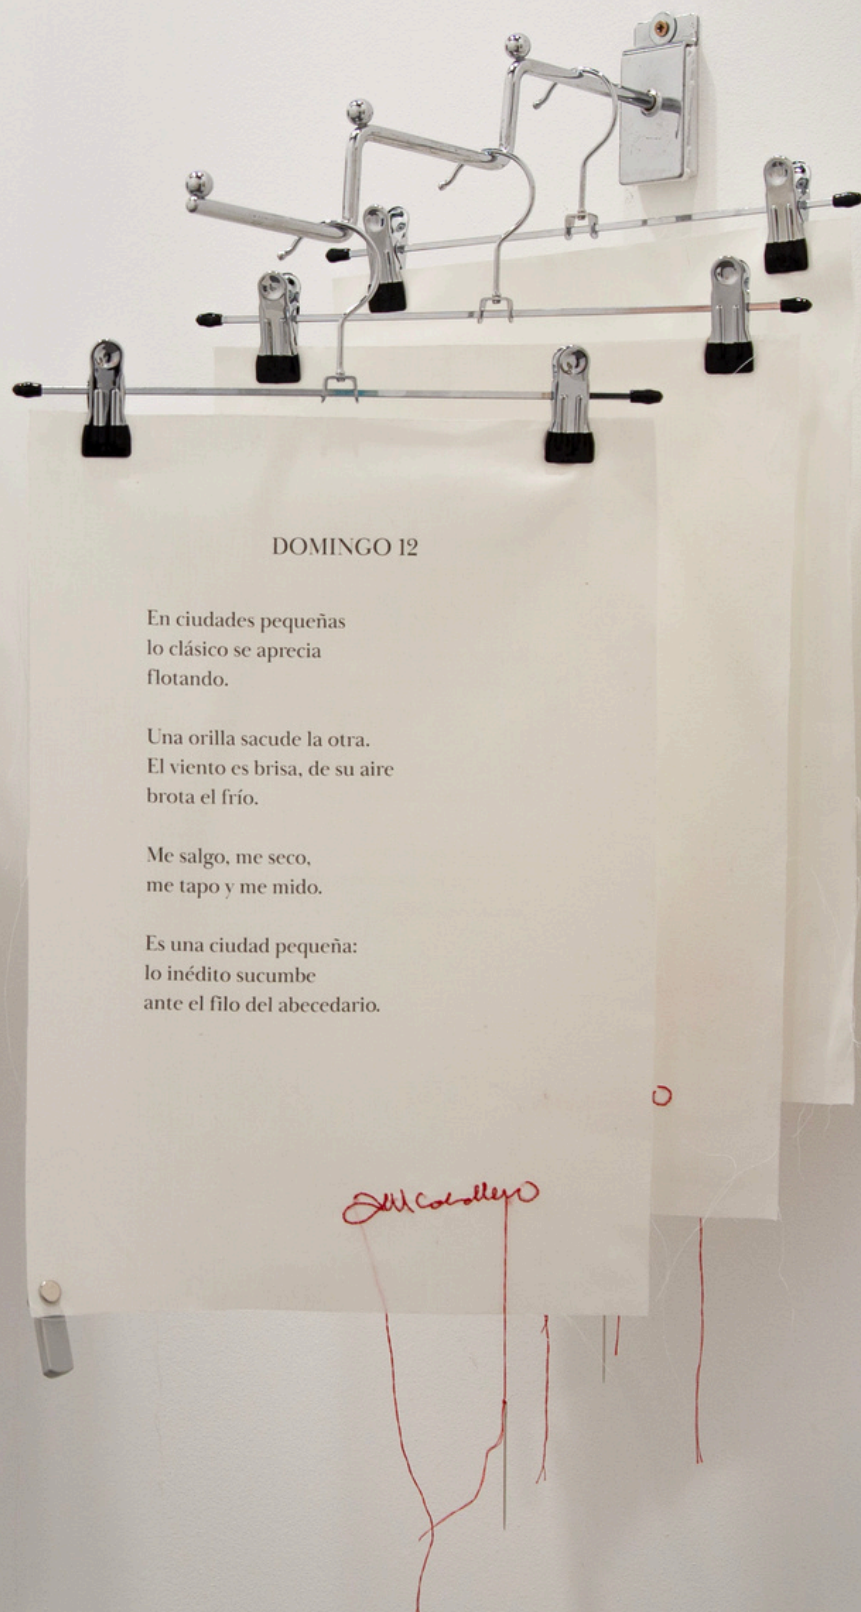 DOMINGO 12
En ciudades pequeñas
lo clásico se aprecia
flotando.
Una orilla sacude la otra.
El viento es brisa, de su aire
brota el frío.
Me salgo, me seco,
me tapo y me mido.
Es una ciudad pequeña:
lo inédito sucumbe
ante el filo del abecedario.